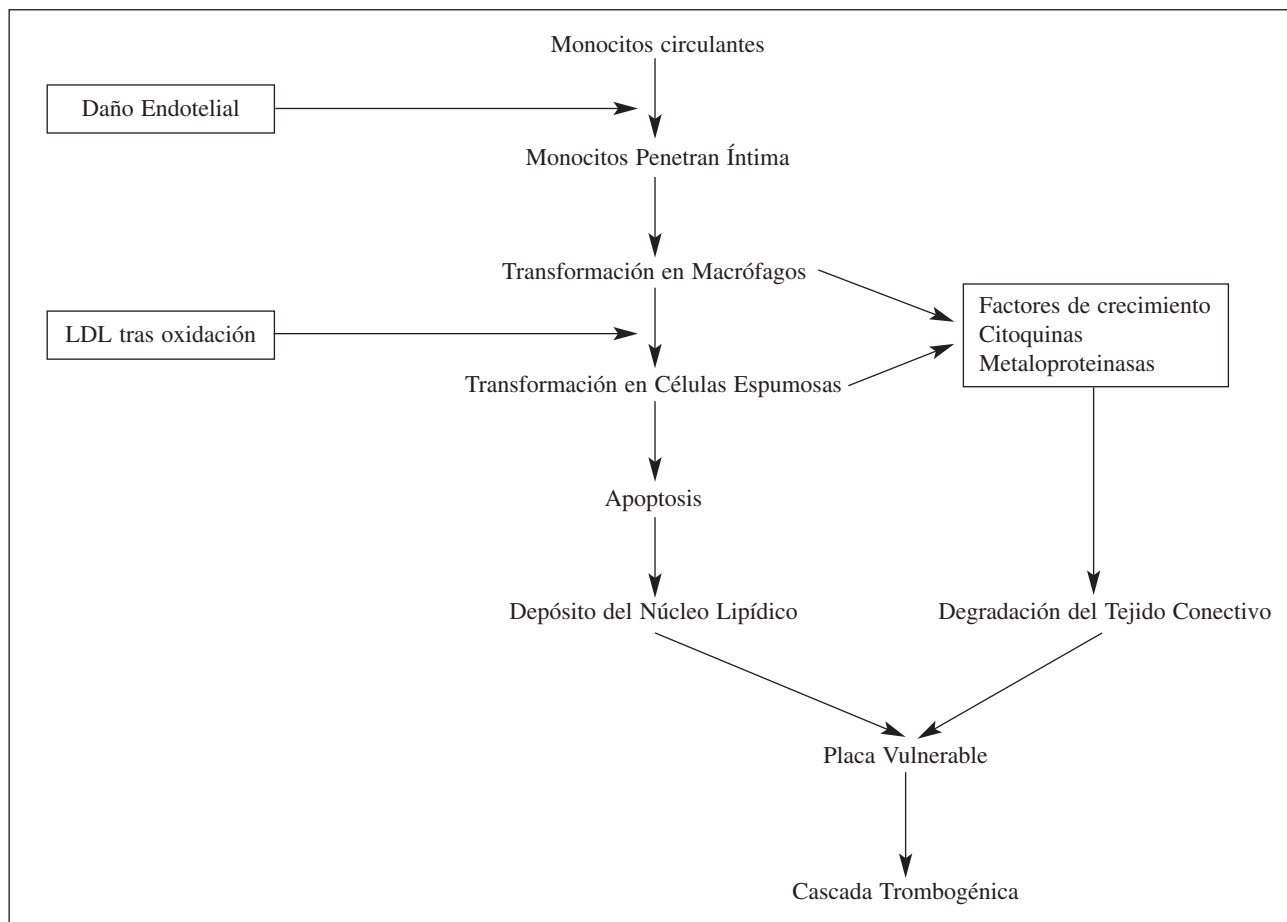 Monocitos circulantes
Daño Endotelial
Monocitos Penetran Íntima
Transformación en Macrófagos
Factores de crecimiento
Citoquinas
Metaloproteinasas
LDL tras oxidación
Transformación en Células Espumosas
Apoptosis
Depósito del Núcleo Lipídico
Degradación del Tejido Conectivo
Placa Vulnerable
Cascada Trombogénica